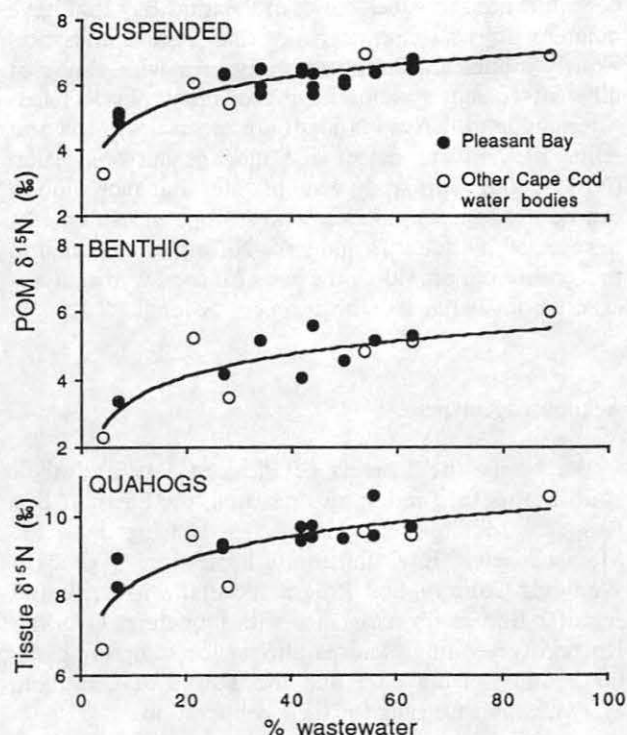 8
SUSPENDED
6
4
● Pleasant Bay
○ Other Cape Cod
water bodies
2
POM δ¹⁵N (‰)
8
BENTHIC
6
4
2
QUAHOGS
10
8
6
Tissue δ¹⁵N (‰)
0 20 40 60 80 100
% wastewater